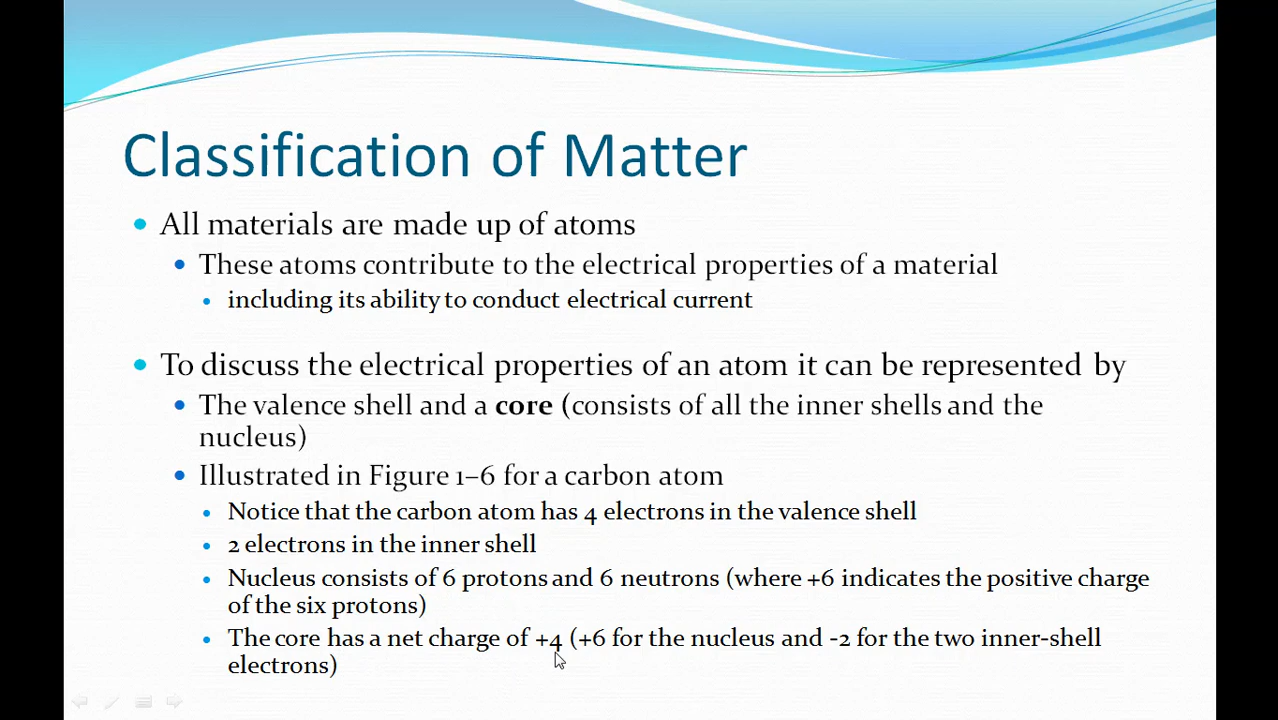 Classification of Matter
All materials are made up of atoms
These atoms contribute to the electrical properties of a material
including its ability to conduct electrical current
To discuss the electrical properties of an atom it can be represented by
The valence shell and a core (consists of all the inner shells and the
nucleus)
Illustrated in Figure 1–6 for a carbon atom
Notice that the carbon atom has 4 electrons in the valence shell
2 electrons in the inner shell
Nucleus consists of 6 protons and 6 neutrons (where +6 indicates the positive charge
of the six protons)
The core has a net charge of +4 (+6 for the nucleus and -2 for the two inner-shell
electrons)